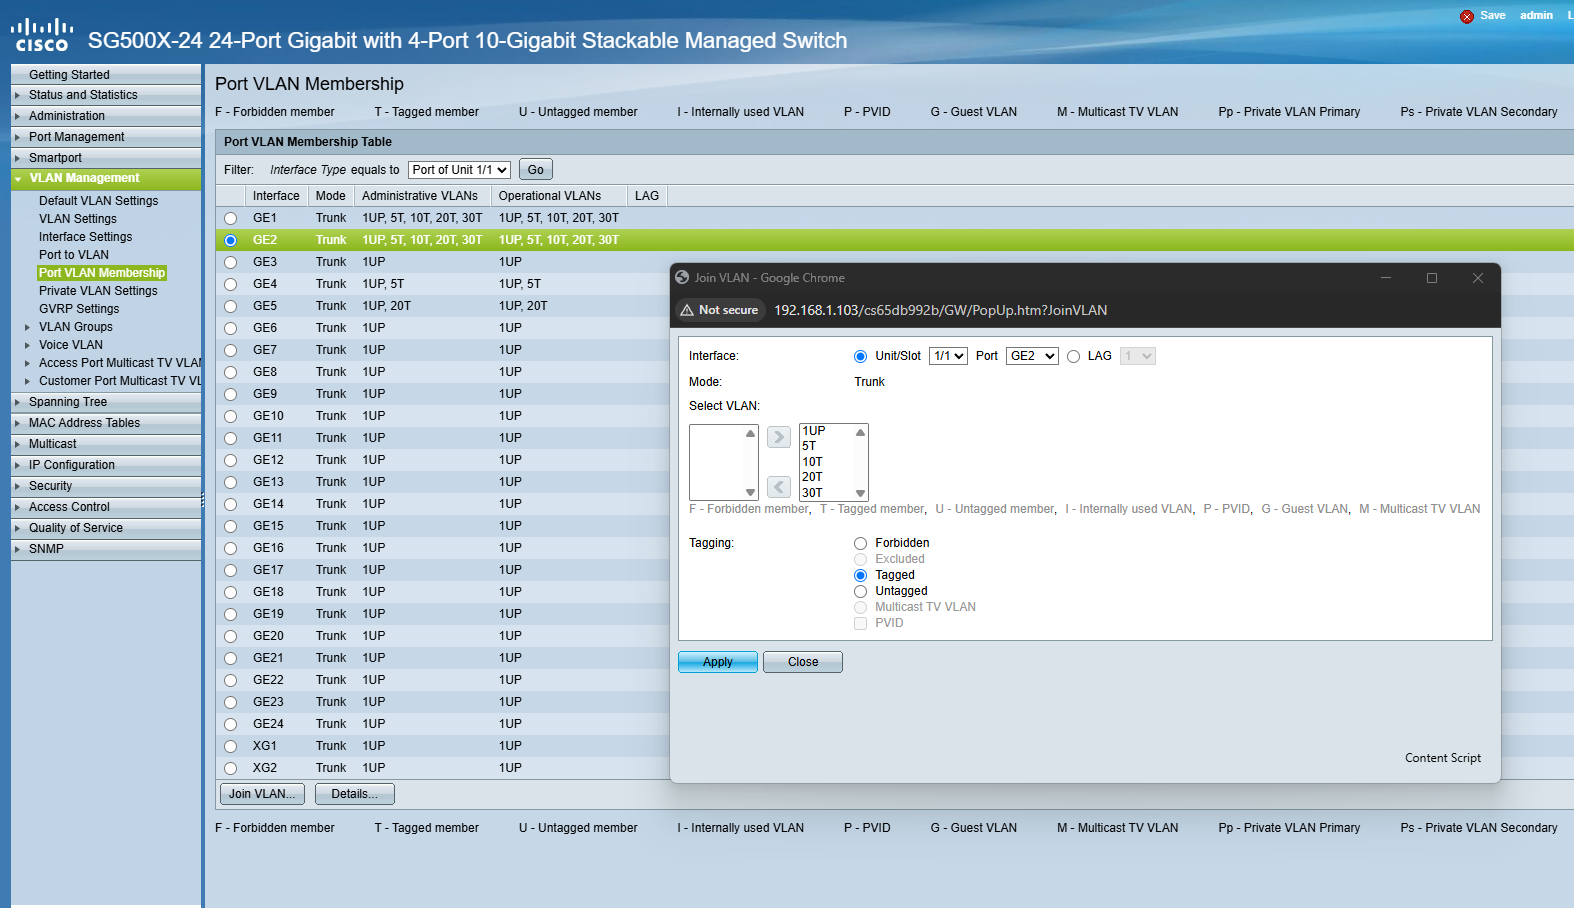 Save admin L
CISCO
SG500X-24 24-Port Gigabit with 4-Port 10-Gigabit Stackable Managed Switch
Getting Started
Status and Statistics
Administration
Port Management
Smartport
VLAN Management
Default VLAN Settings
VLAN Settings
Interface Settings
Port to VLAN
Port VLAN Membership
Private VLAN Settings
GVRP Settings
VLAN Groups
Voice VLAN
Access Port Multicast TV VLAN
Customer Port Multicast TV VL
Spanning Tree
MAC Address Tables
Multicast
IP Configuration
Security
Access Control
Quality of Service
SNMP
Port VLAN Membership
F - Forbidden member T - Tagged member U - Untagged member I - Internally used VLAN P - PVID G - Guest VLAN M - Multicast TV VLAN Pp - Private VLAN Primary Ps - Private VLAN Secondary
Port VLAN Membership Table
Filter: Interface Type equals to Port of Unit 1/1 Go
Interface Mode Administrative VLANs Operational VLANs LAG
GE1 Trunk 1UP, 5T, 10T, 20T, 30T 1UP, 5T, 10T, 20T, 30T
GE2 Trunk 1UP, 5T, 10T, 20T, 30T 1UP, 5T, 10T, 20T, 30T
GE3 Trunk 1UP 1UP
GE4 Trunk 1UP, 5T 1UP, 5T
GE5 Trunk 1UP, 20T 1UP, 20T
GE6 Trunk 1UP 1UP
GE7 Trunk 1UP 1UP
GE8 Trunk 1UP 1UP
GE9 Trunk 1UP 1UP
GE10 Trunk 1UP 1UP
GE11 Trunk 1UP 1UP
GE12 Trunk 1UP 1UP
GE13 Trunk 1UP 1UP
GE14 Trunk 1UP 1UP
GE15 Trunk 1UP 1UP
GE16 Trunk 1UP 1UP
GE17 Trunk 1UP 1UP
GE18 Trunk 1UP 1UP
GE19 Trunk 1UP 1UP
GE20 Trunk 1UP 1UP
GE21 Trunk 1UP 1UP
GE22 Trunk 1UP 1UP
GE23 Trunk 1UP 1UP
GE24 Trunk 1UP 1UP
XG1 Trunk 1UP 1UP
XG2 Trunk 1UP 1UP
Join VLAN... Details...
F - Forbidden member T - Tagged member U - Untagged member I - Internally used VLAN P - PVID G - Guest VLAN M - Multicast TV VLAN Pp - Private VLAN Primary Ps - Private VLAN Secondary
Join VLAN - Google Chrome
Not secure 192.168.1.103/cs65db992b/GW/PopUp.htm?JoinVLAN
Interface: Unit/Slot 1/1 Port GE2 LAG 1
Mode: Trunk
Select VLAN:
1UP
5T
10T
20T
30T
F - Forbidden member, T - Tagged member, U - Untagged member, I - Internally used VLAN, P - PVID, G - Guest VLAN, M - Multicast TV VLAN
Tagging: Forbidden
Excluded
Tagged
Untagged
Multicast TV VLAN
PVID
Apply Close
Content Script